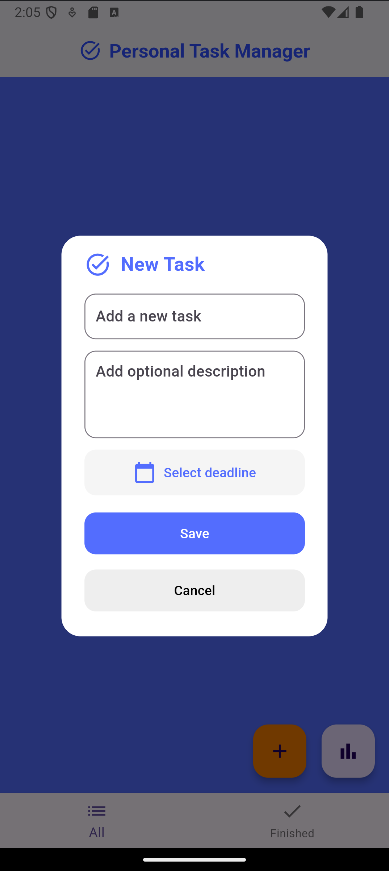 2:05
Personal Task Manager
New Task
Add a new task
Add optional description
Select deadline
Save
Cancel
All
Finished